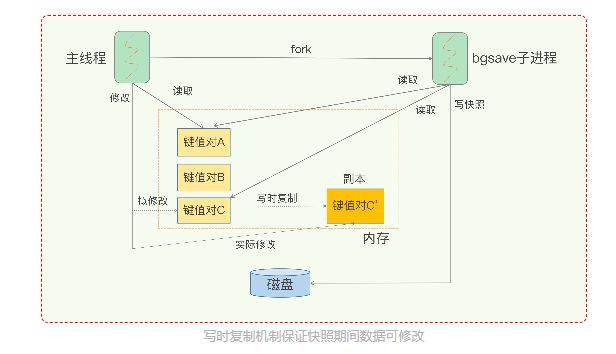 fork
主线程
bgsave子进程
修改
读取
读取
写快照
读取
键值对A
键值对B
副本
拟修改
键值对C
写时复制
键值对C'
实际修改
内存
磁盘
写时复制机制保证快照期间数据可修改